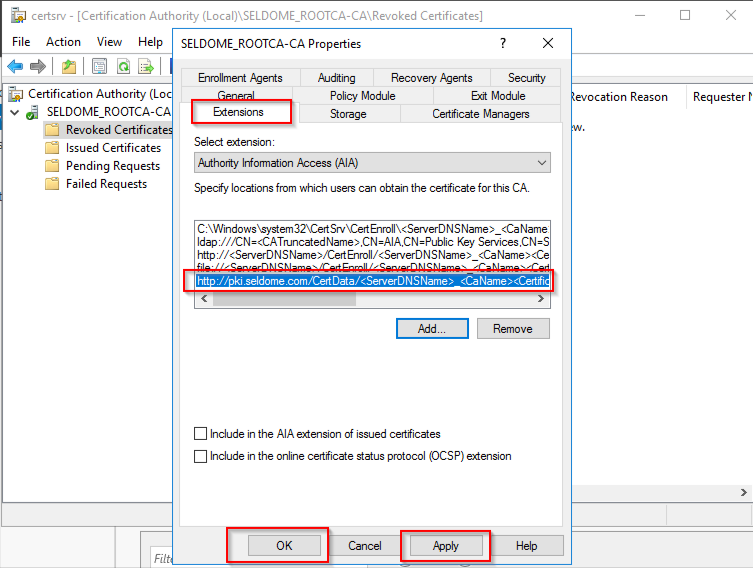 certsrv - [Certification Authority (Local)\SELDOME_ROOTCA-CA\Revoked Certificates]
File Action View Help
Certification Authority (Loc
SELDOME_ROOTCA-CA
Revoked Certificates
Issued Certificates
Pending Requests
Failed Requests
SELDOME_ROOTCA-CA Properties
?
Enrollment Agents Auditing Recovery Agents Security
General Policy Module Exit Module
Extensions Storage Certificate Managers
Select extension:
Authority Information Access (AIA)
Specify locations from which users can obtain the certificate for this CA.
C:\Windows\system32\CertSrv\CertEnroll\<ServerDNSName>_<CaName
ldap:///CN=<CATruncatedName>,CN=AIA,CN=Public Key Services,CN=S
http://<ServerDNSName>/CertEnroll/<ServerDNSName>_<CaName><Ce
file://<ServerDNSName>/CertEnroll/<ServerDNSName>_<CaName><Cert
http://pki.seldome.com/CertData/<ServerDNSName>_<CaName><Certific
Add... Remove
Include in the AIA extension of issued certificates
Include in the online certificate status protocol (OCSP) extension
OK Cancel Apply Help
Revocation Reason Requester N
ew.
Filte